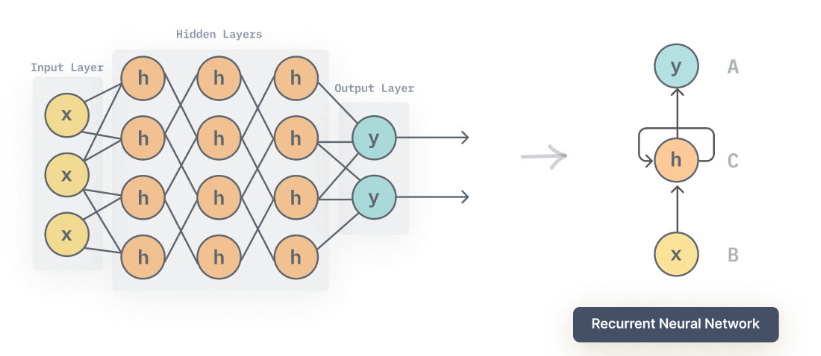 Hidden Layers
Input Layer
Output Layer
h h h
x
h h h
y
x
h h h
y
x
h h h
y A
h C
x B
Recurrent Neural Network